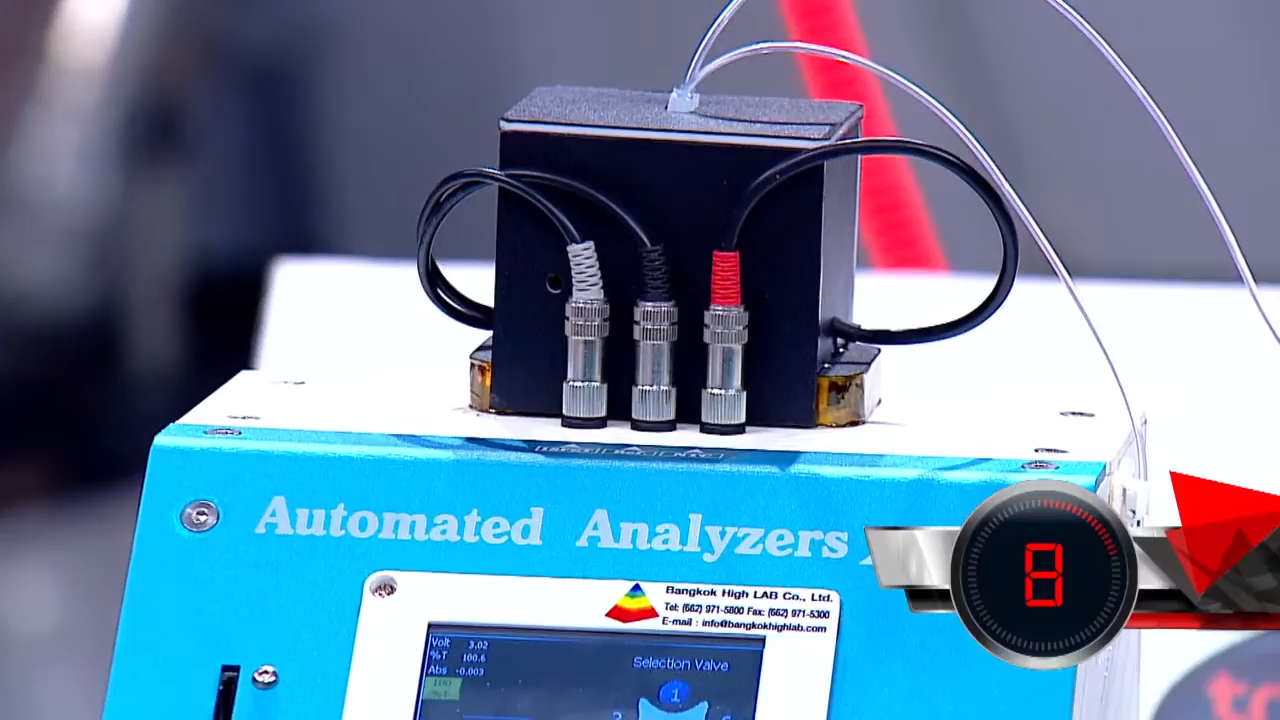 Automated Analyzers
8
Bangkok High LAB Co., Ltd.
Tel: (662) 971-5800 Fax: (662) 971-5300
E-mail : info@bangkokhighlab.com
Volt 3.02
%T 100.6
Abs -0.003
100
%T
Selection Valve
1